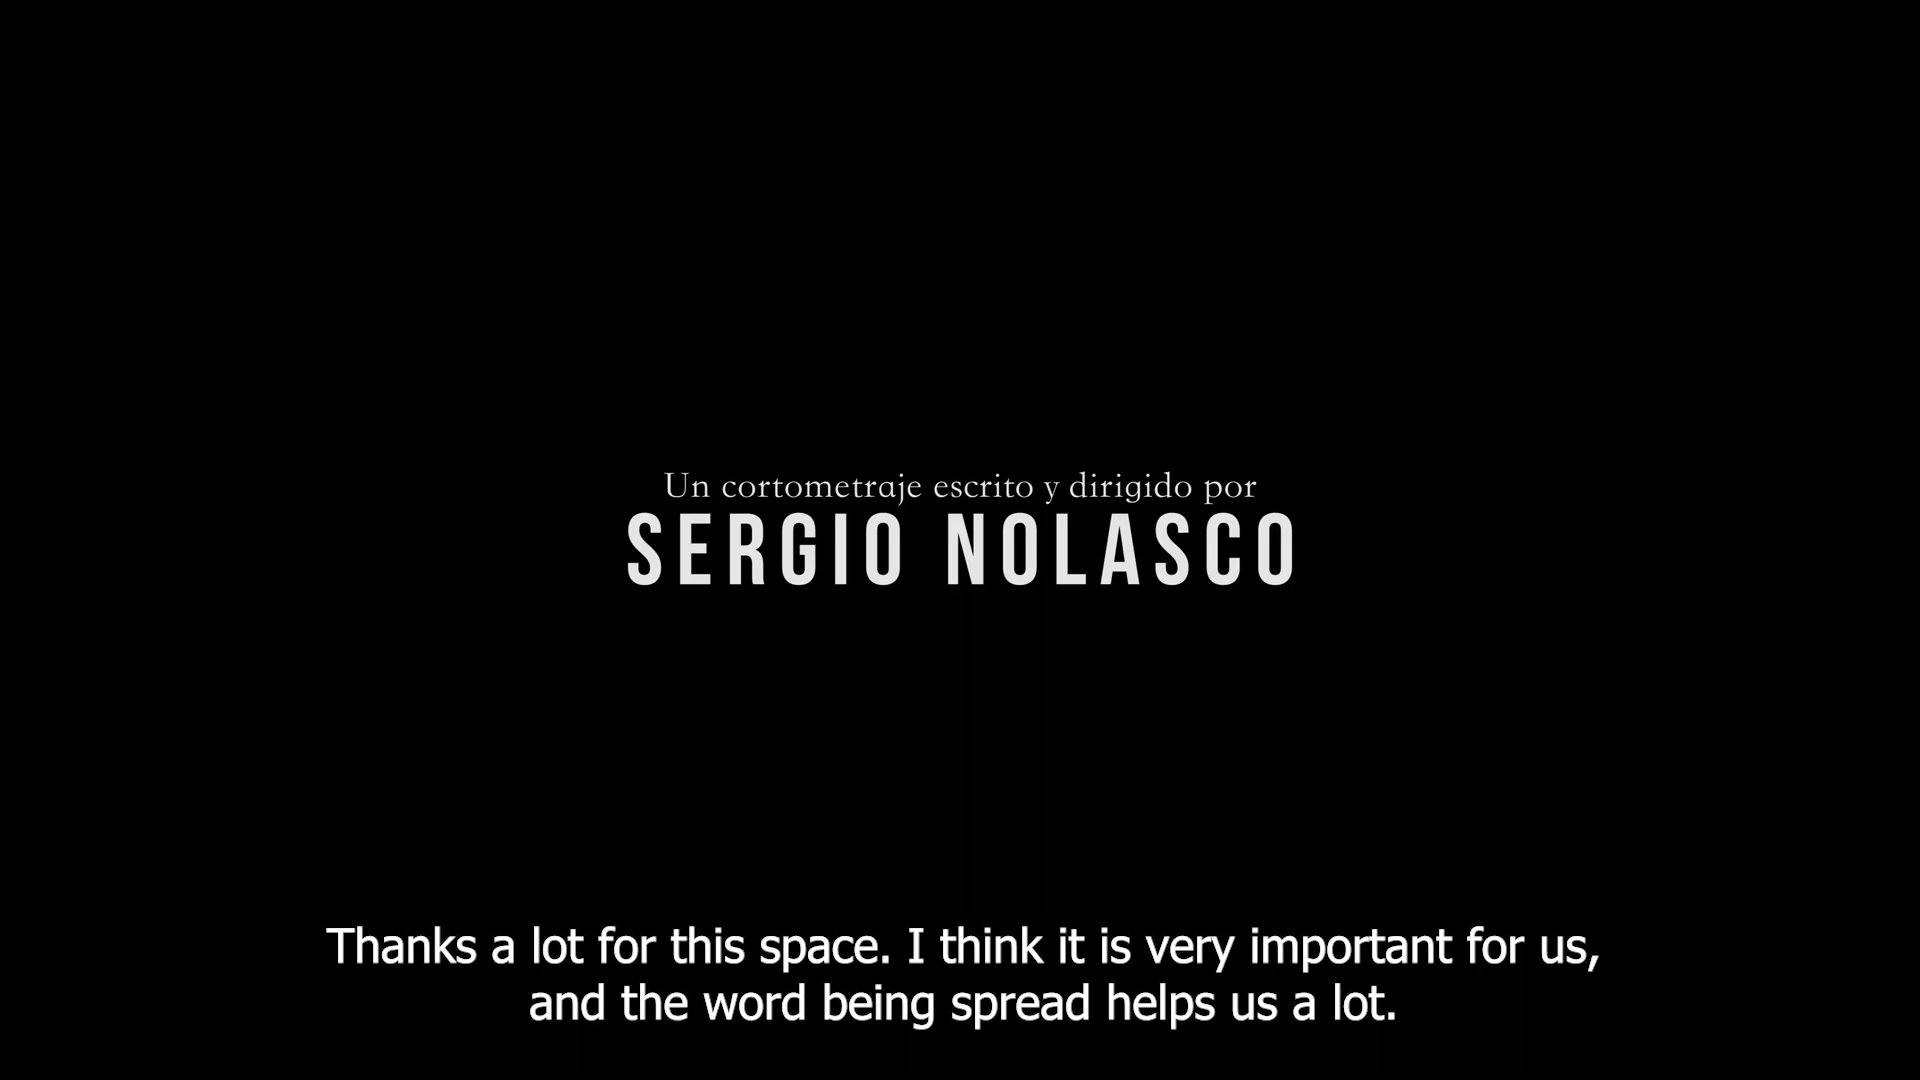 Un cortometraje escrito y dirigido por
SERGIO NOLASCO
Thanks a lot for this space. I think it is very important for us,
and the word being spread helps us a lot.